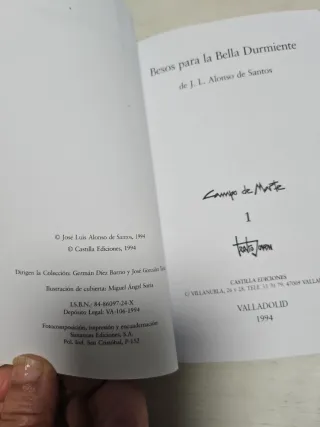 © José Luis Alonso de Santos, 1994
© Castilla Ediciones, 1994
Dirigen la Colección: Germán Díez Barrio y José González
Ilustración de cubierta: Miguel Ángel Soria
I.S.B.N., 84-86097-24-X
Depósito Legal: VA-106-1994
Fotocomposición, impresión y encuadernación:
Simancas Ediciones, S.A.
Pol. Ind. San Cristóbal, P-152
Besos para la Bella Durmiente
de J. L. Alonso de Santos
Campo de Marte
1
CASTILLA EDICIONES
C/ VILLANUBLA, 24 
VALLADOLID
1994